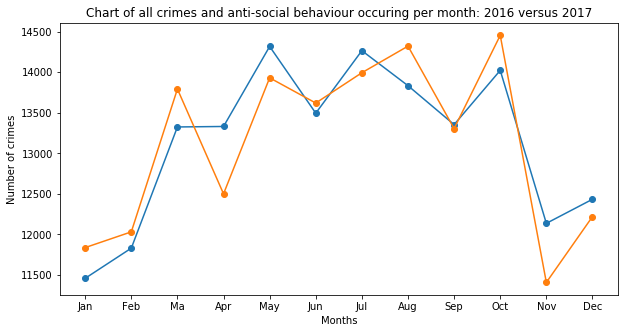 Chart of all crimes and anti-social behaviour occuring per month: 2016 versus 2017
14500
14000
13500
13000
12500
12000
11500
Number of crimes
Jan Feb Ma Apr May Jun Jul Aug Sep Oct Nov Dec
Months